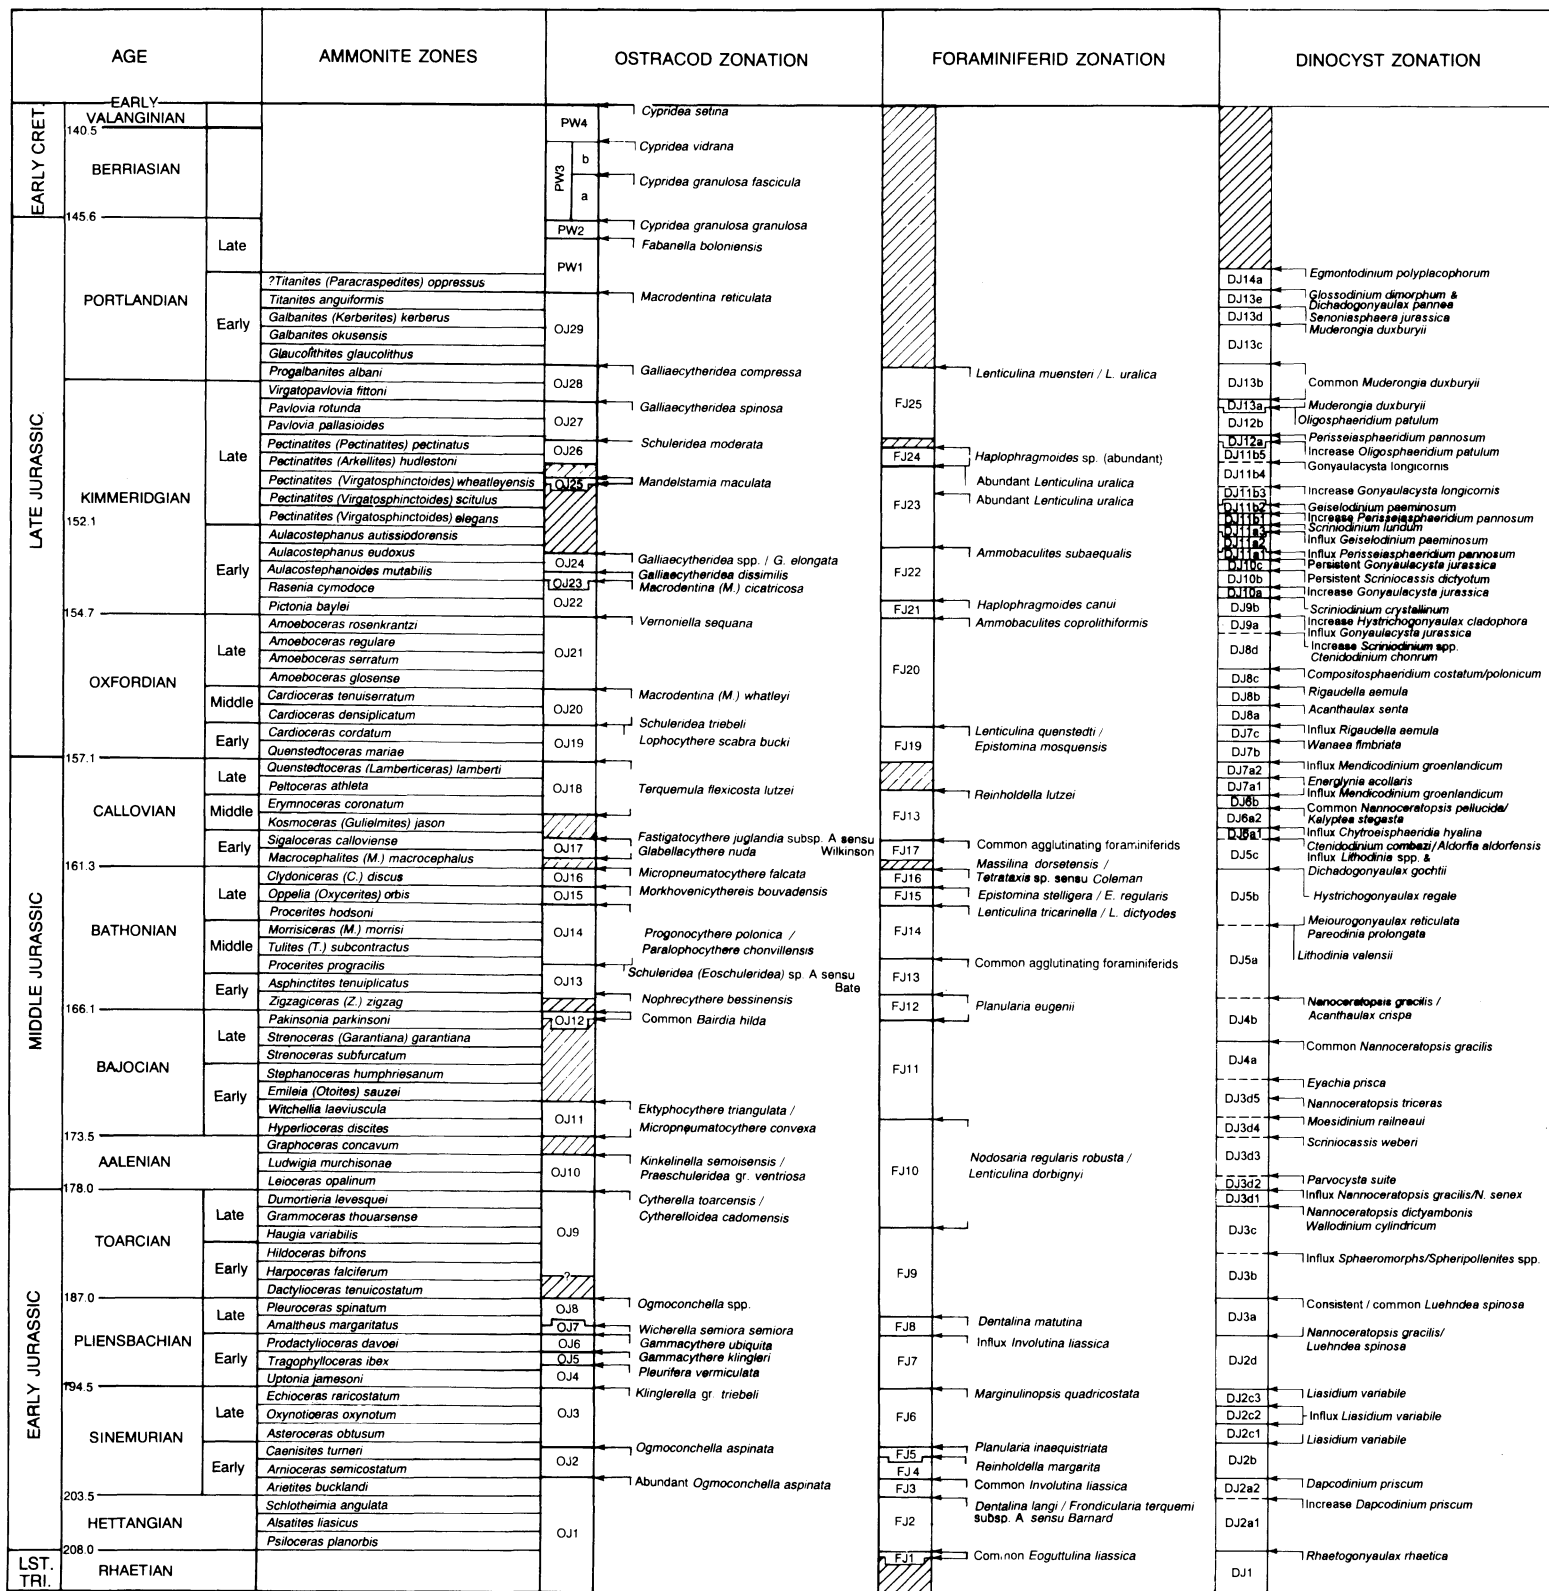 AGE
AMMONITE ZONES
OSTRACOD ZONATION
FORAMINIFERID ZONATION
DINOCYST ZONATION
EARLY CRET.
LATE JURASSIC
MIDDLE JURASSIC
EARLY JURASSIC
LST. TRI.
EARLY VALANGINIAN
140.5
BERRIASIAN
145.6
PORTLANDIAN
Late
Early
KIMMERIDGIAN
Late
152.1
Early
154.7
OXFORDIAN
Late
Middle
Early
157.1
CALLOVIAN
Late
Middle
Early
161.3
BATHONIAN
Late
Middle
Early
166.1
BAJOCIAN
Late
Early
173.5
AALENIAN
178.0
TOARCIAN
Late
Early
187.0
PLIENSBACHIAN
Late
Early
194.5
SINEMURIAN
Late
Early
203.5
HETTANGIAN
208.0
RHAETIAN
?Titanites (Paracraspedites) oppressus
Titanites anguiformis
Galbanites (Kerberites) kerberus
Galbanites okusensis
Glaucolithites glaucolithus
Progalbanites albani
Virgatopavlovia fittoni
Pavlovia rotunda
Pavlovia pallasioides
Pectinatites (Pectinatites) pectinatus
Pectinatites (Arkellites) hudlestoni
Pectinatites (Virgatosphinctoides) wheatleyensis
Pectinatites (Virgatosphinctoides) scitulus
Pectinatites (Virgatosphinctoides) elegans
Aulacostephanus autissiodorensis
Aulacostephanus eudoxus
Aulacostephanoides mutabilis
Rasenia cymodoce
Pictonia baylei
Amoeboceras rosenkrantzi
Amoeboceras regulare
Amoeboceras serratum
Amoeboceras glosense
Cardioceras tenuiserratum
Cardioceras densiplicatum
Cardioceras cordatum
Quenstedtoceras mariae
Quenstedtoceras (Lamberticeras) lamberti
Peltoceras athleta
Erymnoceras coronatum
Kosmoceras (Gulielmites) jason
Sigaloceras calloviense
Macrocephalites (M.) macrocephalus
Clydoniceras (C.) discus
Oppelia (Oxycerites) orbis
Procerites hodsoni
Morrisiceras (M.) morrisi
Tulites (T.) subcontractus
Procerites progracilis
Asphinctites tenuiplicatus
Zigzagiceras (Z.) zigzag
Pakinsonia parkinsoni
Strenoceras (Garantiana) garantiana
Strenoceras subfurcatum
Stephanoceras humphriesanum
Emileia (Otoites) sauzei
Witchellia laeviuscula
Hyperlioceras discites
Graphoceras concavum
Ludwigia murchisonae
Leioceras opalinum
Dumortieria levesquei
Grammoceras thouarsense
Haugia variabilis
Hildoceras bifrons
Harpoceras falciferum
Dactylioceras tenuicostatum
Pleuroceras spinatum
Amaltheus margaritatus
Prodactylioceras davoei
Tragophylloceras ibex
Uptonia jamesoni
Echioceras raricostatum
Oxynoticeras oxynotum
Asteroceras obtusum
Caenisites turneri
Arnioceras semicostatum
Arietites bucklandi
Schlotheimia angulata
Alsatites liasicus
Psiloceras planorbis
PW4
PW3
b
a
PW2
PW1
OJ29
OJ28
OJ27
OJ26
OJ25
OJ24
OJ23
OJ22
OJ21
OJ20
OJ19
OJ18
OJ17
OJ16
OJ15
OJ14
OJ13
OJ12
OJ11
OJ10
OJ9
?
OJ8
OJ7
OJ6
OJ5
OJ4
OJ3
OJ2
OJ1
Cypridea setina
Cypridea vidrana
Cypridea granulosa fascicula
Cypridea granulosa granulosa
Fabanella boloniensis
Macrodentina reticulata
Galliaecytheridea compressa
Galliaecytheridea spinosa
Schuleridea moderata
Mandelstamia maculata
Galliaecytheridea spp. / G. elongata
Galliaecytheridea dissimilis
Macrodentina (M.) cicatricosa
Vernoniella sequana
Macrodentina (M.) whatleyi
Schuleridea triebeli
Lophocythere scabra bucki
Terquemula flexicosta lutzei
Fastigatocythere juglandia subsp. A sensu
Glabellacythere nuda Wilkinson
Micropneumatocythere falcata
Morkhovenicythereis bouvadensis
Progonocythere polonica /
Paralophocythere chonvillensis
Schuleridea (Eoschuleridea) sp. A sensu
Bate
Nophrecythere bessinensis
Common Bairdia hilda
Ektyphocythere triangulata /
Micropneumatocythere convexa
Kinkelinella semoisensis /
Praeschuleridea gr. ventriosa
Cytherella toarcensis /
Cytherelloidea cadomensis
Ogmoconchella spp.
Wicherella semiora semiora
Gammacythere ubiquita
Gammacythere klingleri
Pleurifera vermiculata
Klinglerella gr. triebeli
Ogmoconchella aspinata
Abundant Ogmoconchella aspinata
FJ25
FJ24
FJ23
FJ22
FJ21
FJ20
FJ19
FJ13
FJ17
FJ16
FJ15
FJ14
FJ13
FJ12
FJ11
FJ10
FJ9
FJ8
FJ7
FJ6
FJ5
FJ4
FJ3
FJ2
FJ1
Lenticulina muensteri / L. uralica
Haplophragmoides sp. (abundant)
Abundant Lenticulina uralica
Abundant Lenticulina uralica
Ammobaculites subaequalis
Haplophragmoides canui
Ammobaculites coprolithiformis
Lenticulina quenstedti /
Epistomina mosquensis
Reinholdella lutzei
Common agglutinating foraminiferids
Massilina dorsetensis /
Tetrataxis sp. sensu Coleman
Epistomina stelligera / E. regularis
Lenticulina tricarinella / L. dictyodes
Common agglutinating foraminiferids
Planularia eugenii
Nodosaria regularis robusta /
Lenticulina dorbignyi
Dentalina matutina
Influx Involutina liassica
Marginulinopsis quadricostata
Planularia inaequistriata
Reinholdella margarita
Common Involutina liassica
Dentalina langi / Frondicularia terquemi
subsp. A sensu Barnard
Common Eoguttulina liassica
DJ14a
DJ13e
DJ13d
DJ13c
DJ13b
DJ13a
DJ12b
DJ12a
DJ11b5
DJ11b4
DJ11b3
DJ11b2
DJ11b1
DJ11a3
DJ11a2
DJ11a1
DJ10c
DJ10b
DJ10a
DJ9b
DJ9a
DJ8d
DJ8c
DJ8b
DJ8a
DJ7c
DJ7b
DJ7a2
DJ7a1
DJ6b
DJ6a2
DJ6a1
DJ5c
DJ5b
DJ5a
DJ4b
DJ4a
DJ3d5
DJ3d4
DJ3d3
DJ3d2
DJ3d1
DJ3c
DJ3b
DJ3a
DJ2d
DJ2c3
DJ2c2
DJ2c1
DJ2b
DJ2a2
DJ2a1
DJ1
Egmontodinium polyplacophorum
Glossodinium dimorphum &
Dichadogonyaulax pannea
Senoniasphaera jurassica
Muderongia duxburyii
Common Muderongia duxburyii
Muderongia duxburyii
Oligosphaeridium patulum
Perisseiasphaeridium pannosum
Increase Oligosphaeridium patulum
Gonyaulacysta longicornis
Increase Gonyaulacysta longicornis
Geiselodinium paeminosum
Increase Perisseiasphaeridium pannosum
Scriniodinium lundum
Influx Geiselodinium paeminosum
Influx Perisseiasphaeridium pannosum
Persistent Gonyaulacysta jurassica
Persistent Scriniocassis dictyotum
Increase Gonyaulacysta jurassica
Scriniodinium crystallinum
Increase Hystrichogonyaulax cladophora
Influx Gonyaulacysta jurassica
Increase Scriniodinium spp.
Ctenidodinium chonrum
Compositosphaeridium costatum/polonicum
Rigaudella aemula
Acanthaulax senta
Influx Rigaudella aemula
Wanaea fimbriata
Influx Mendicodinium groenlandicum
Energlynia acollaris
Influx Mendicodinium groenlandicum
Common Nannoceratopsis pellucida/
Kalyptea stegasta
Influx Chytroeisphaeridia hyalina
Ctenidodinium combazi/Aldorfia aldorfensis
Influx Lithodinia spp. &
Dichadogonyaulax gochtii
Hystrichogonyaulax regale
Meiourogonyaulax reticulata
Pareodinia prolongata
Lithodinia valensii
Nanoceratopsis gracilis /
Acanthaulax crispa
Common Nannoceratopsis gracilis
Eyachia prisca
Nannoceratopsis triceras
Moesidinium railneaui
Scriniocassis weberi
Parvocysta suite
Influx Nannoceratopsis gracilis/N. senex
Nannoceratopsis dictyambonis
Wallodinium cylindricum
Influx Sphaeromorphs/Spheripollenites spp.
Consistent / common Luehndea spinosa
Nannoceratopsis gracilis/
Luehndea spinosa
Liasidium variabile
Influx Liasidium variabile
Liasidium variabile
Dapcodinium priscum
Increase Dapcodinium priscum
Rhaetogonyaulax rhaetica